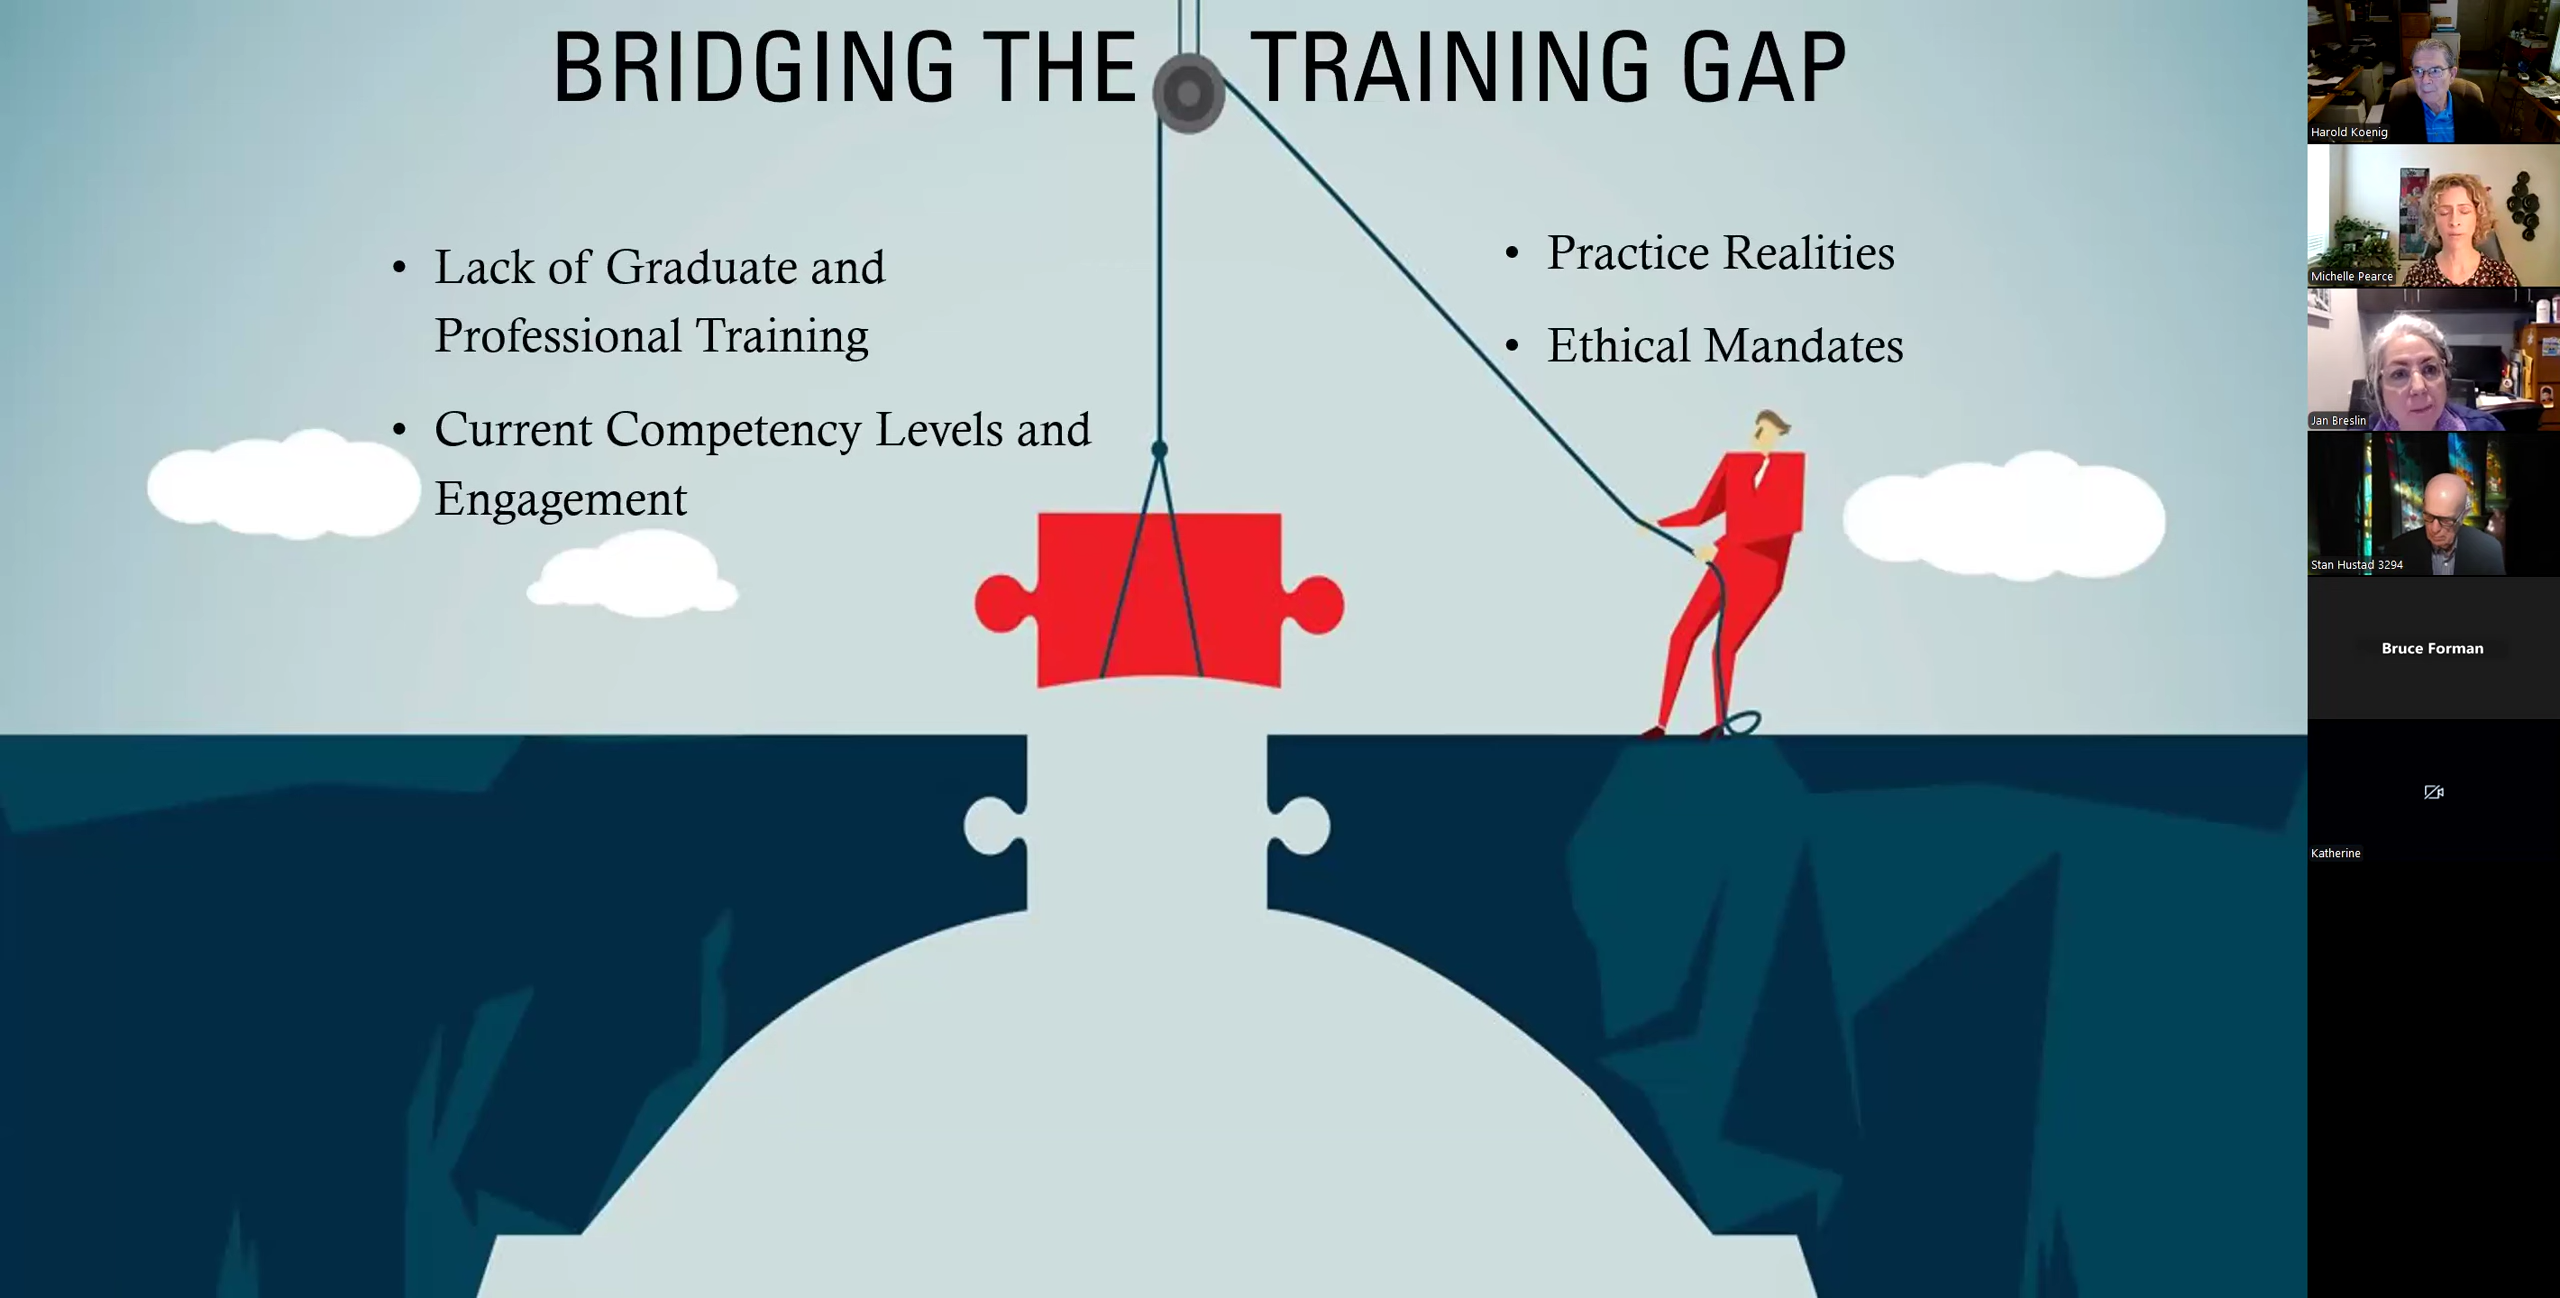 BRIDGING THE TRAINING GAP
• Lack of Graduate and
Professional Training
• Current Competency Levels and
Engagement
• Practice Realities
• Ethical Mandates
Harold Koenig
Michelle Pearce
Jan Breslin
Stan Hustad 3294
Bruce Forman
Katherine